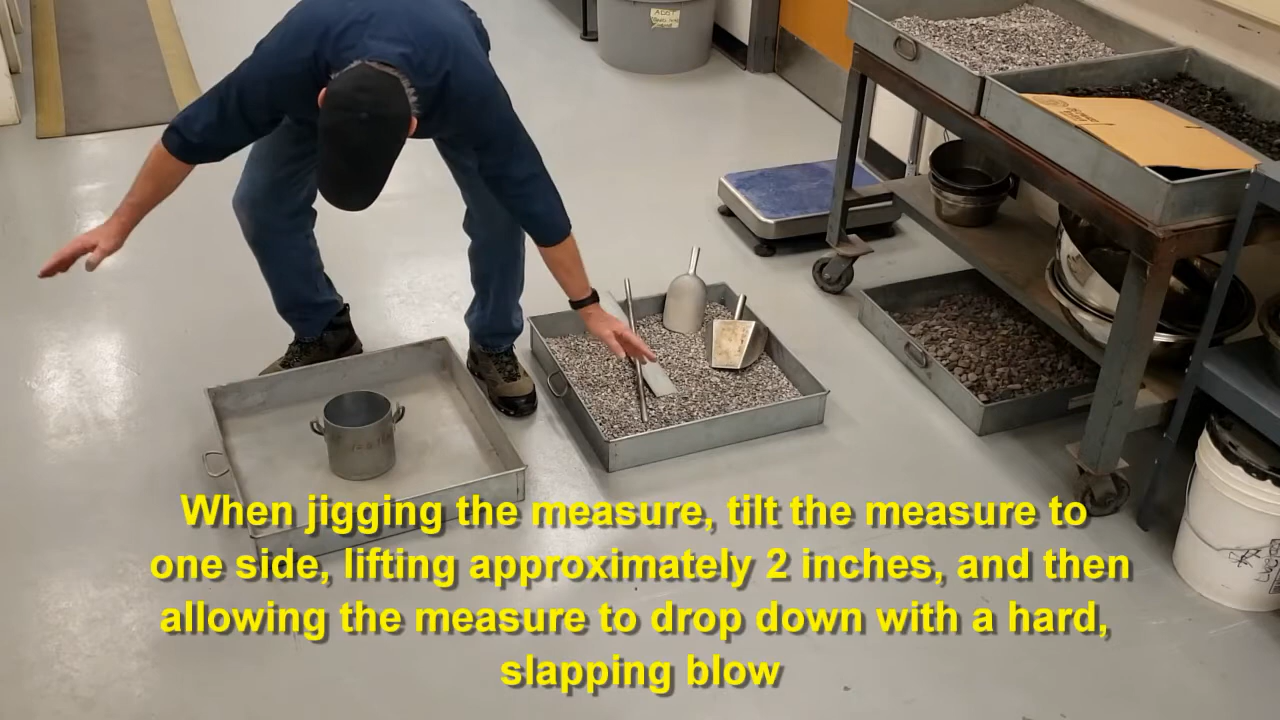 When jigging the measure, tilt the measure to
one side, lifting approximately 2 inches, and then
allowing the measure to drop down with a hard,
slapping blow